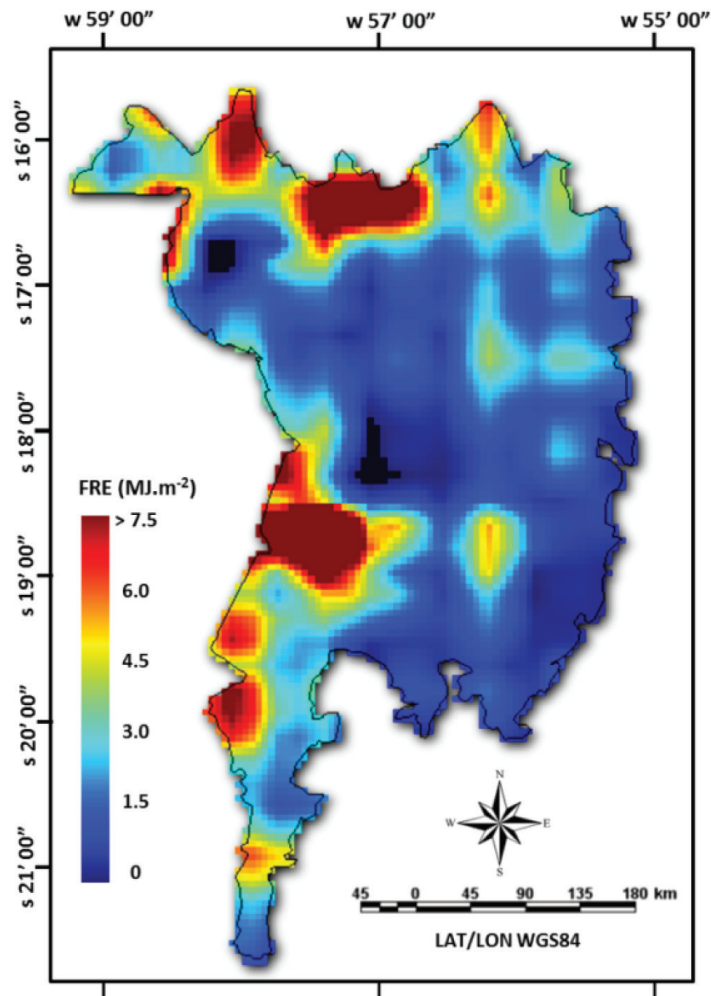 w 59’ 00” w 57’ 00” w 55’ 00”
s 16’ 00”
s 17’ 00”
s 18’ 00”
s 19’ 00”
s 20’ 00”
s 21’ 00”
FRE (MJ.m⁻²)
> 7.5
6.0
4.5
3.0
1.5
0
N
W E
S
45 0 45 90 135 180 km
LAT/LON WGS84